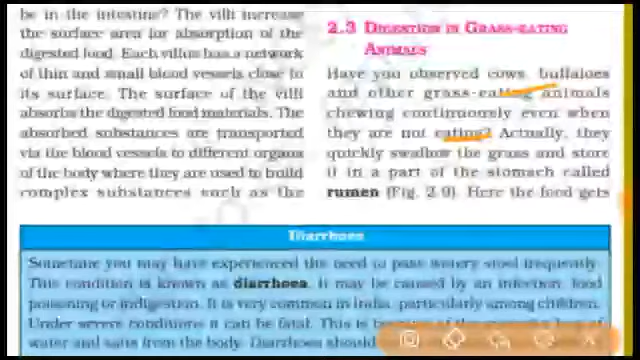 be in the intestine? The villi increase
the surface area for absorption of the
digested food. Each villus has a network
of thin and small blood vessels close to
its surface. The surface of the villi
absorbs the digested food materials. The
absorbed substances are transported
via the blood vessels to different organs
of the body where they are used to build
complex substances such as the
2.3 DIGESTION IN GRASS-EATING
ANIMALS
Have you observed cows, buffaloes
and other grass-eating animals
chewing continuously even when
they are not eating? Actually, they
quickly swallow the grass and store
it in a part of the stomach called
rumen (Fig. 2.9). Here the food gets
Diarrhoea
Sometime you may have experienced the need to pass watery stool frequently.
This condition is known as diarrhoea. It may be caused by an infection, food
poisoning or indigestion. It is very common in India, particularly among children.
Under severe conditions it can be fatal. This is
water and salts from the body. Diarrhoea should